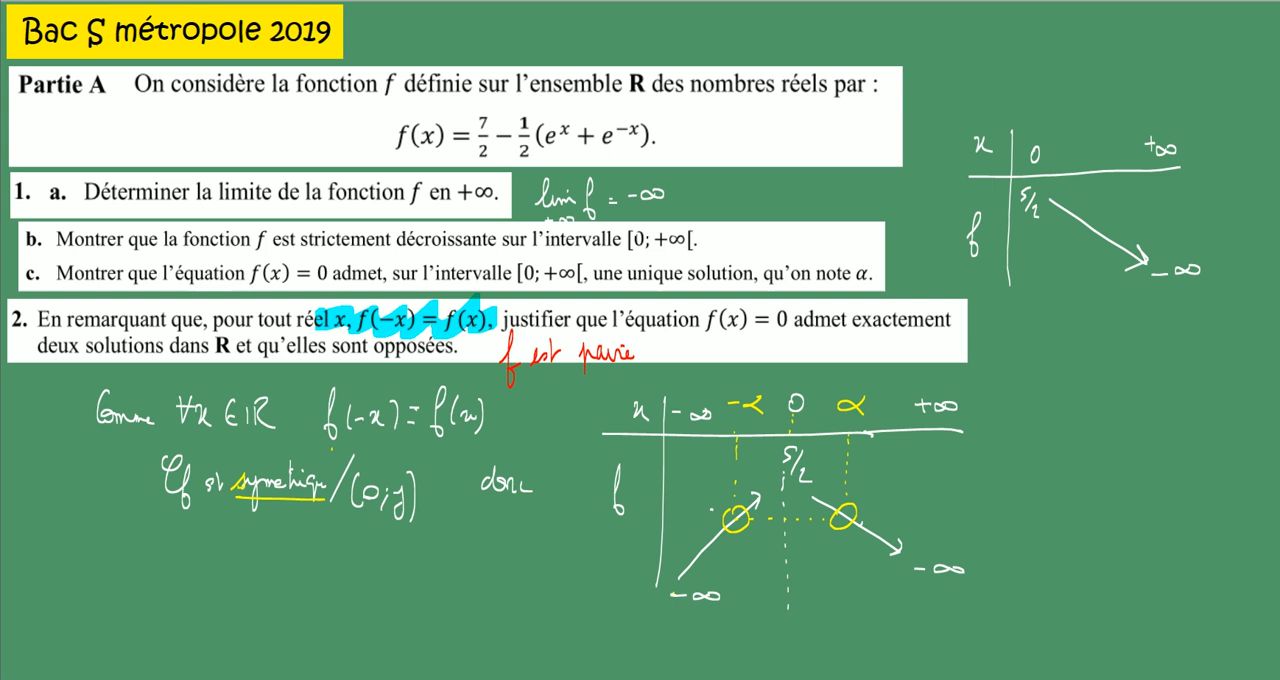 Bac S métropole 2019
Partie A On considère la fonction f définie sur l'ensemble R des nombres réels par :
f(x) = 7/2 − 1/2 (eˣ + e⁻ˣ).
1. a. Déterminer la limite de la fonction f en +∞.
lim f = -∞
+∞
b. Montrer que la fonction f est strictement décroissante sur l'intervalle [0; +∞[.
c. Montrer que l'équation f(x) = 0 admet, sur l'intervalle [0; +∞[, une unique solution, qu'on note α.
x 0 +∞
f 5/2 -∞
2. En remarquant que, pour tout réel x, f(−x) = f(x), justifier que l'équation f(x) = 0 admet exactement
deux solutions dans R et qu'elles sont opposées.
f est paire
Comme ∀x ∈ IR f(-x) = f(x)
Cf est symetrique / (O;y) donc
x -∞ -α 0 α +∞
f -∞ 5/2 -∞